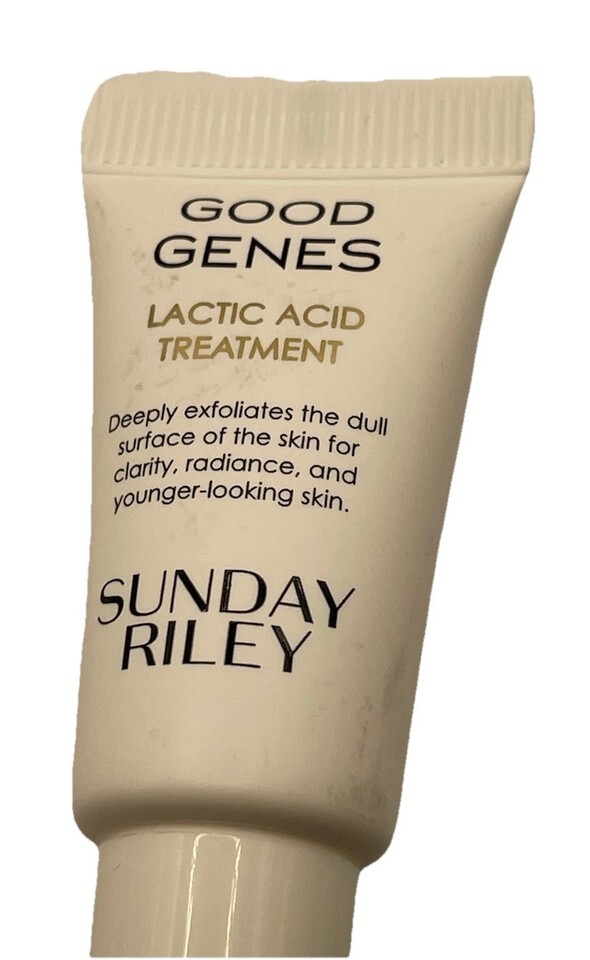 GOOD
GENES
LACTIC ACID
TREATMENT
Deeply exfoliates the dull
surface of the skin for
clarity, radiance, and
younger-looking skin.
SUNDAY
RILEY